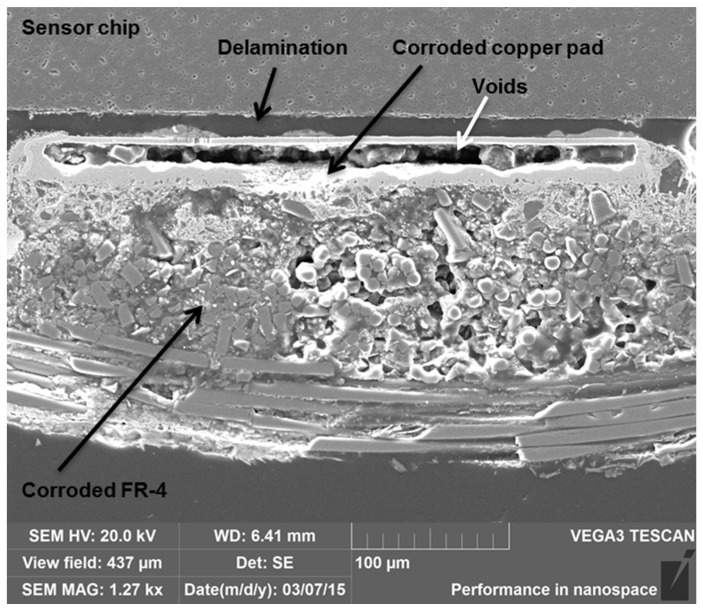 Sensor chip
Delamination
Corroded copper pad
Voids
Corroded FR-4
SEM HV: 20.0 kV
WD: 6.41 mm
VEGA3 TESCAN
View field: 437 µm
Det: SE
100 µm
SEM MAG: 1.27 kx
Date(m/d/y): 03/07/15
Performance in nanospace